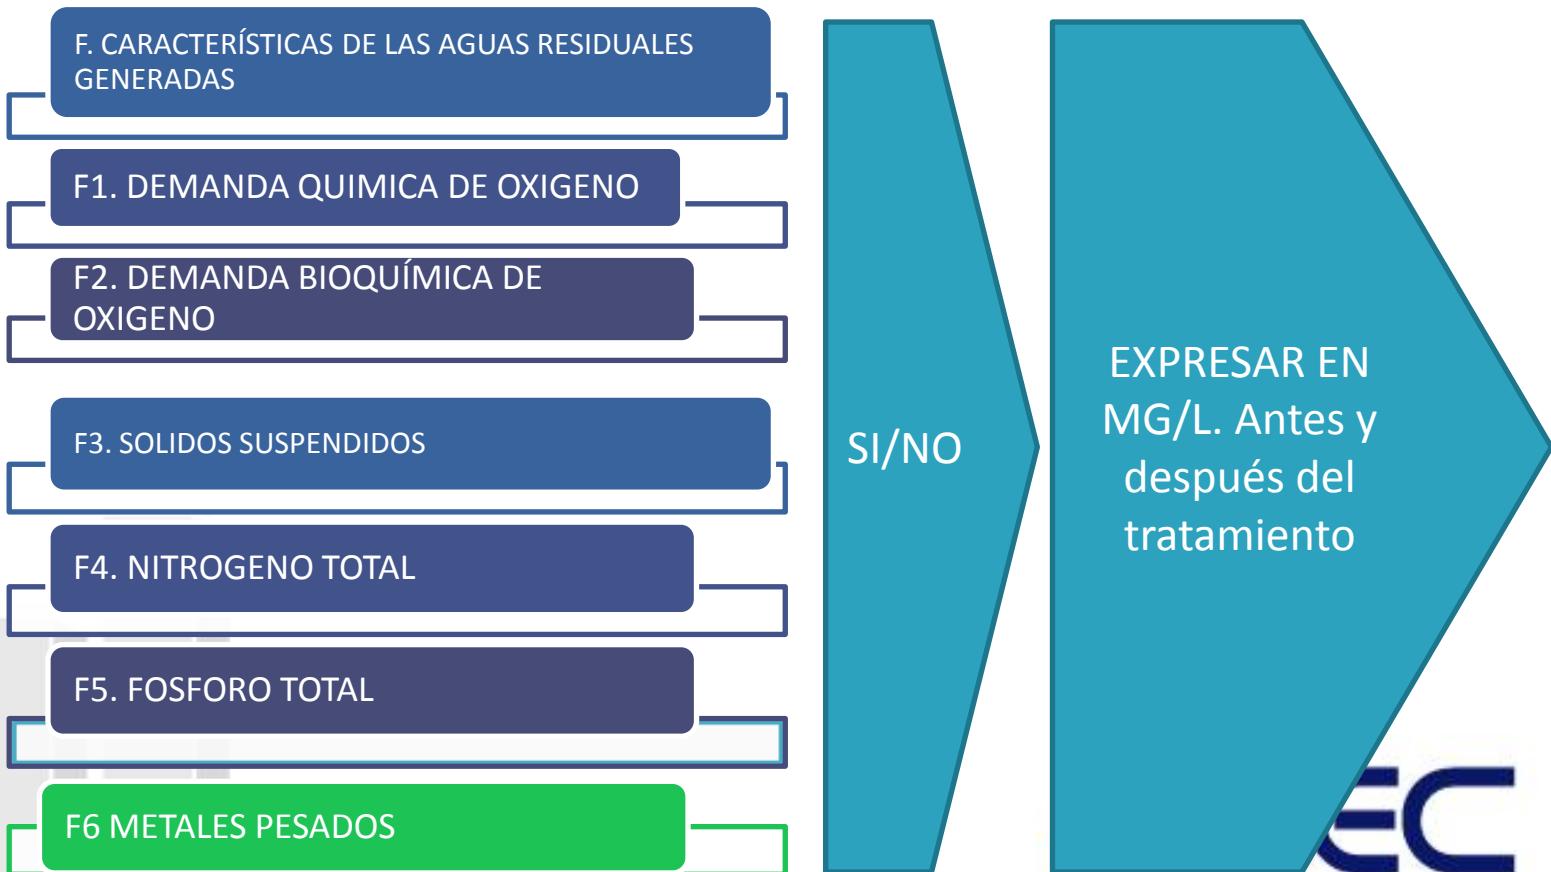 F. CARACTERÍSTICAS DE LAS AGUAS RESIDUALES
GENERADAS
F1. DEMANDA QUIMICA DE OXIGENO
F2. DEMANDA BIOQUÍMICA DE
OXIGENO
F3. SOLIDOS SUSPENDIDOS
F4. NITROGENO TOTAL
F5. FOSFORO TOTAL
F6 METALES PESADOS
SI/NO
EXPRESAR EN
MG/L. Antes y
después del
tratamiento
EC